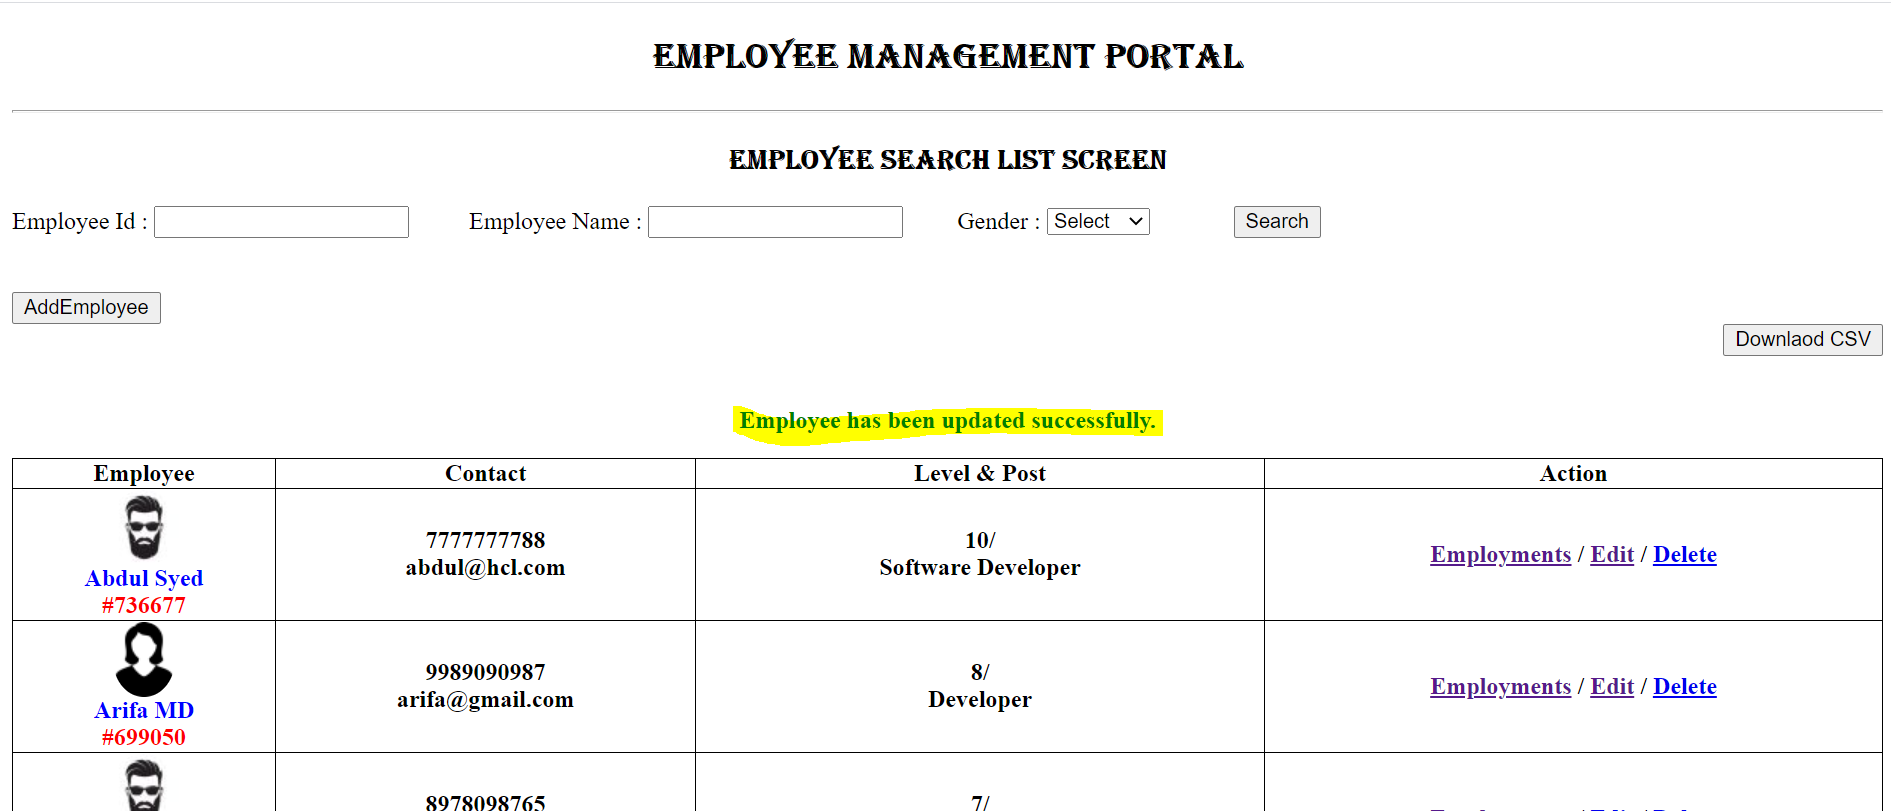 EMPLOYEE MANAGEMENT PORTAL
EMPLOYEE SEARCH LIST SCREEN
Employee Id : Employee Name : Gender : Select Search
AddEmployee
Downlaod CSV
Employee has been updated successfully.
Employee Contact Level & Post Action
7777777788 10/
abdul@hcl.com Software Developer Employments / Edit / Delete
Abdul Syed
#736677
9989090987 8/
arifa@gmail.com Developer Employments / Edit / Delete
Arifa MD
#699050
8978098765 7/